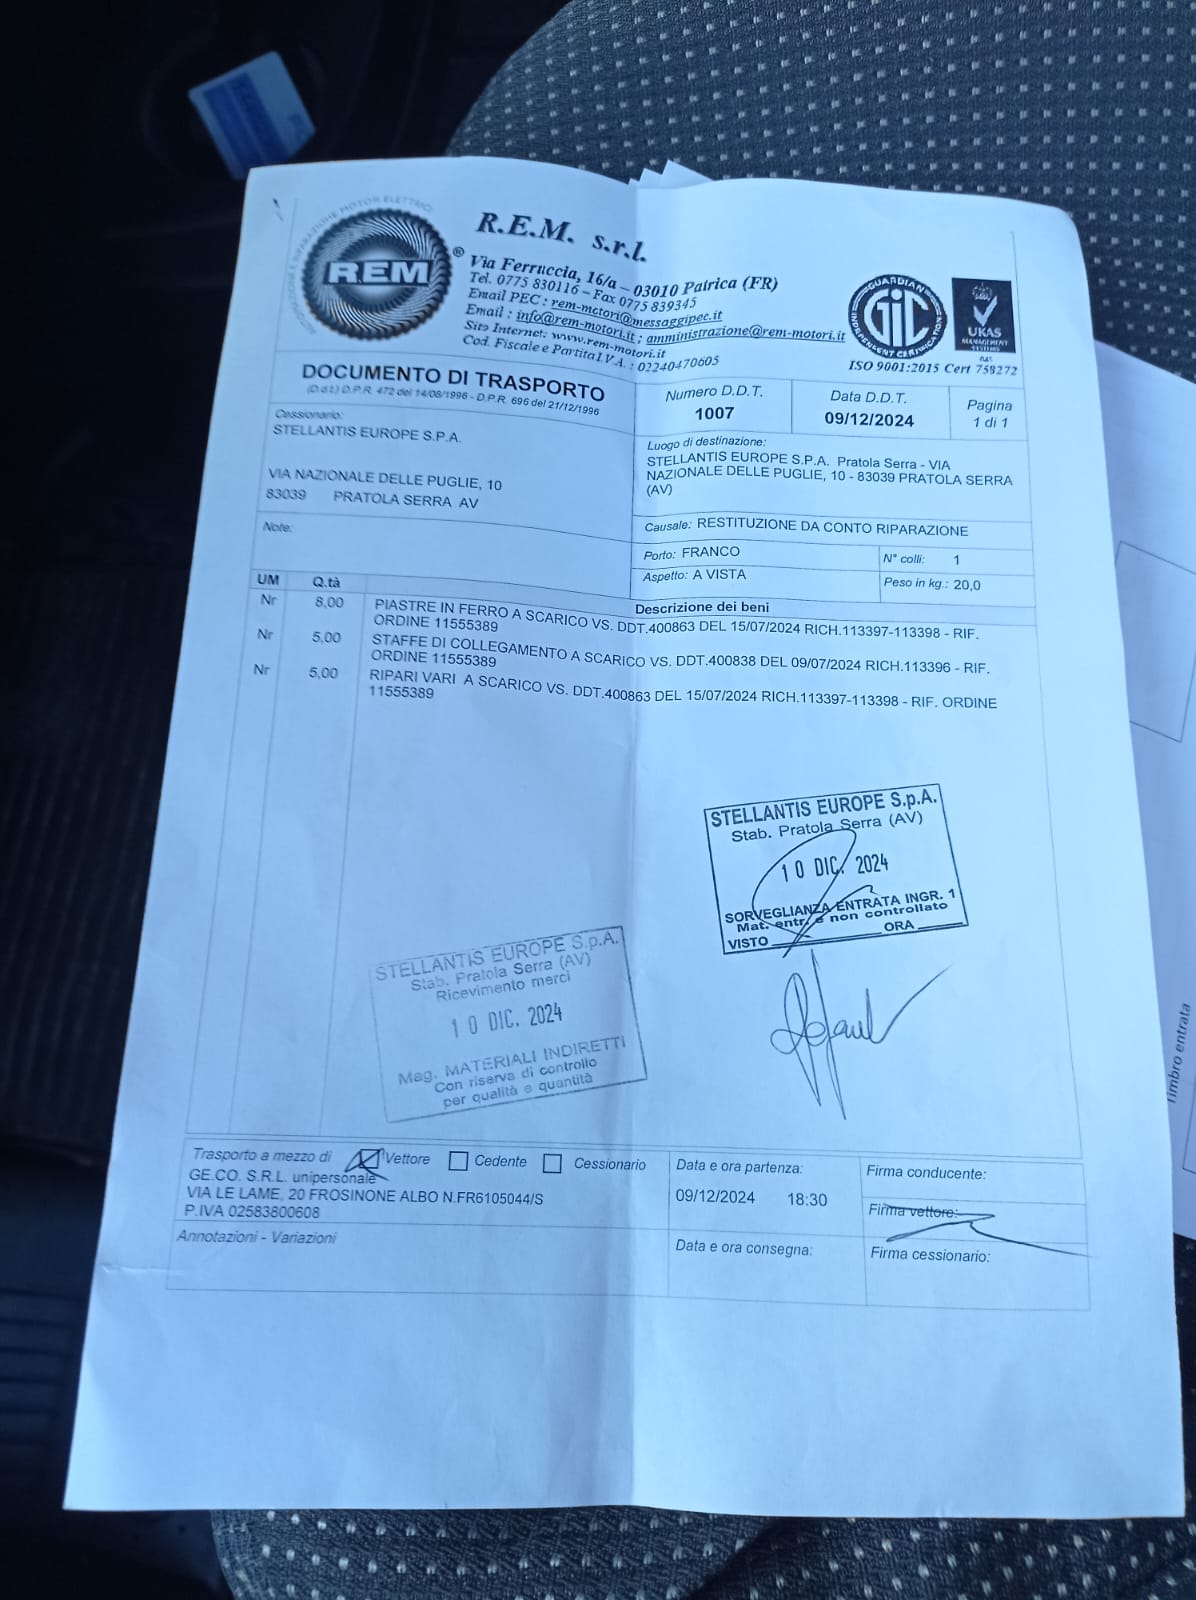 RIPARAZIONE MOTORI ELETTRICI
REM
®
R.E.M. s.r.l.
Via Ferruccia, 16/a – 03010 Patrica (FR)
Tel. 0775 830116 – Fax 0775 839345
Email PEC : rem-motori@messaggipec.it
Email : info@rem-motori.it ; amministrazione@rem-motori.it
Sito Internet: www.rem-motori.it
Cod. Fiscale e Partita I.V.A. : 02240470605
GUARDIAN
GIC
INDEPENDENT CERTIFICATION
UKAS
MANAGEMENT
SYSTEMS
ISO 9001:2015 Cert 758272
DOCUMENTO DI TRASPORTO
(D.d.t.) D.P.R. 472 del 14/08/1996 - D.P.R. 696 del 21/12/1996
Numero D.D.T.
1007
Data D.D.T.
09/12/2024
Pagina
1 di 1
Cessionario:
STELLANTIS EUROPE S.P.A.
VIA NAZIONALE DELLE PUGLIE, 10
83039 PRATOLA SERRA AV
Luogo di destinazione:
STELLANTIS EUROPE S.P.A. Pratola Serra - VIA
NAZIONALE DELLE PUGLIE, 10 - 83039 PRATOLA SERRA
(AV)
Note:
Causale: RESTITUZIONE DA CONTO RIPARAZIONE
Porto: FRANCO
N° colli: 1
Aspetto: A VISTA
Peso in kg.: 20,0
UM Q.tà Descrizione dei beni
Nr 8,00 PIASTRE IN FERRO A SCARICO VS. DDT.400863 DEL 15/07/2024 RICH.113397-113398 - RIF.
ORDINE 11555389
Nr 5,00 STAFFE DI COLLEGAMENTO A SCARICO VS. DDT.400838 DEL 09/07/2024 RICH.113396 - RIF.
ORDINE 11555389
Nr 5,00 RIPARI VARI A SCARICO VS. DDT.400863 DEL 15/07/2024 RICH.113397-113398 - RIF. ORDINE
11555389
STELLANTIS EUROPE S.p.A.
Stab. Pratola Serra (AV)
10 DIC. 2024
SORVEGLIANZA ENTRATA INGR. 1
Mat. entr. e non controllato
VISTO ORA
STELLANTIS EUROPE S.p.A.
Stab. Pratola Serra (AV)
Ricevimento merci
10 DIC. 2024
Mag. MATERIALI INDIRETTI
Con riserva di controllo
per qualità e quantità
Trasporto a mezzo di Vettore Cedente Cessionario
GE.CO. S.R.L. unipersonale
VIA LE LAME, 20 FROSINONE ALBO N.FR6105044/S
P.IVA 02583800608
Data e ora partenza:
09/12/2024 18:30
Firma conducente:
Firma vettore:
Annotazioni - Variazioni
Data e ora consegna:
Firma cessionario:
Timbro entrata